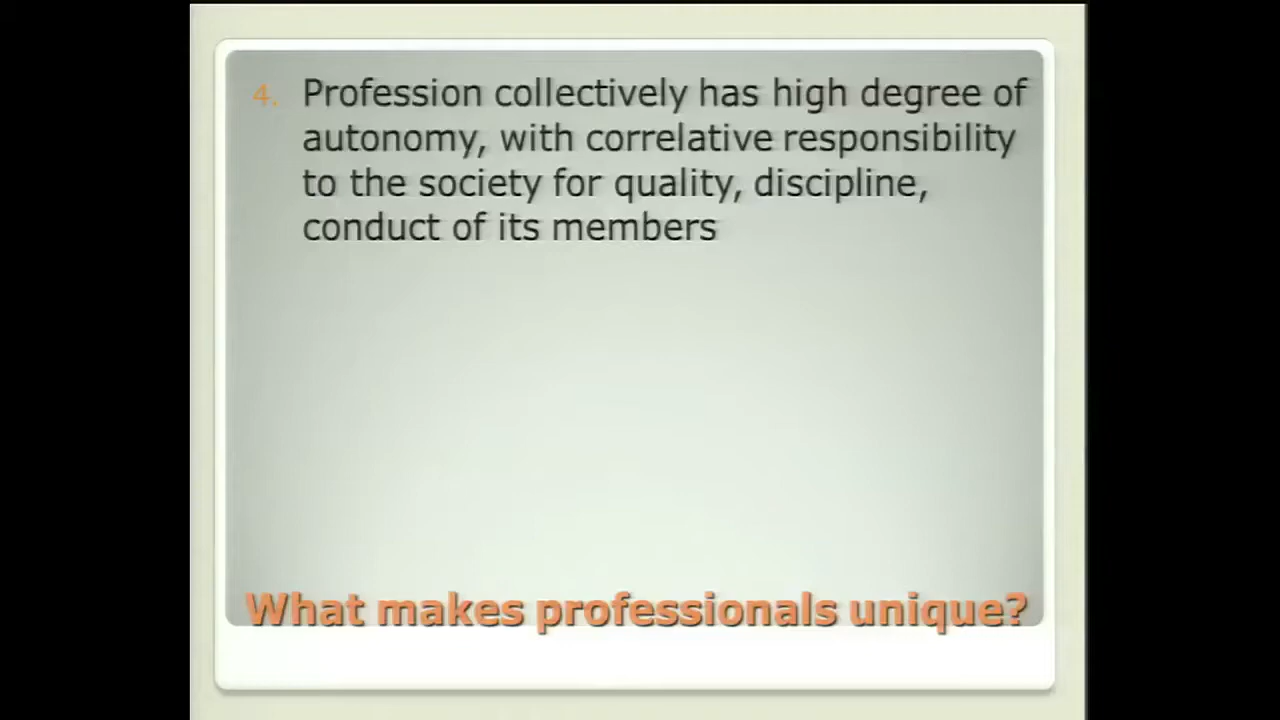 4. Profession collectively has high degree of
autonomy, with correlative responsibility
to the society for quality, discipline,
conduct of its members
What makes professionals unique?